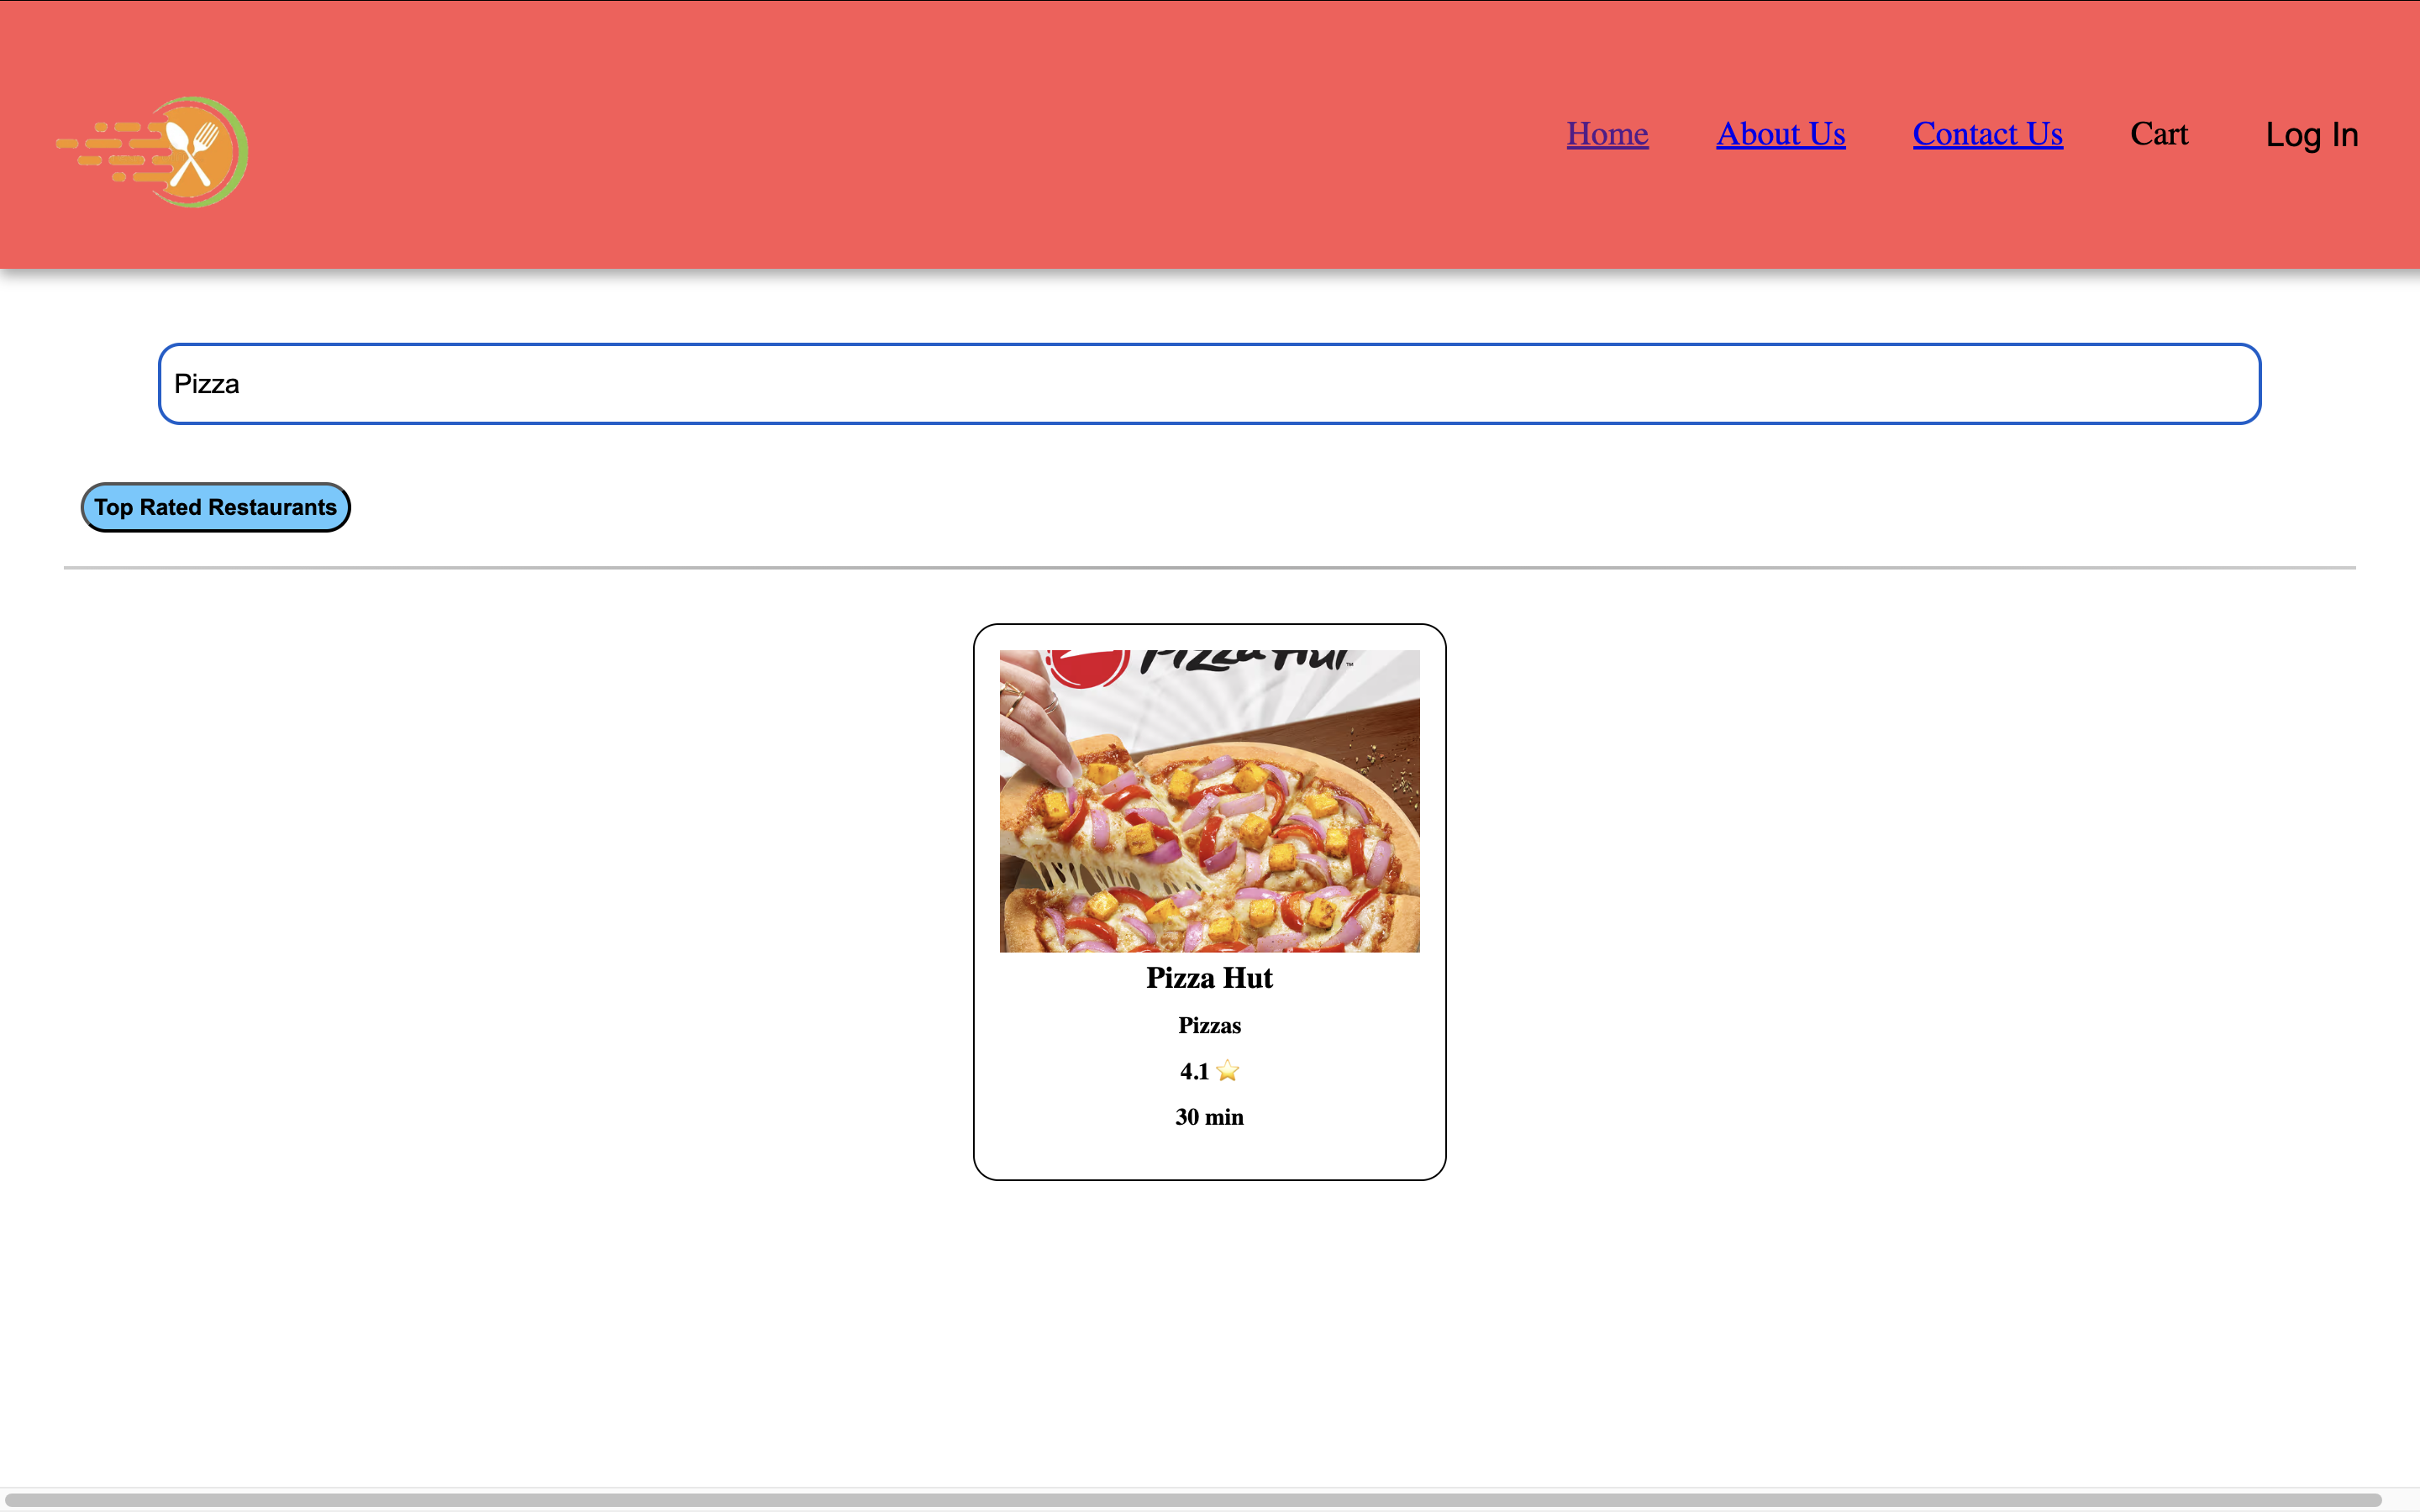 Home About Us Contact Us Cart Log In
Pizza
Top Rated Restaurants
Pizza Hut™
Pizza Hut
Pizzas
4.1 ⭐
30 min